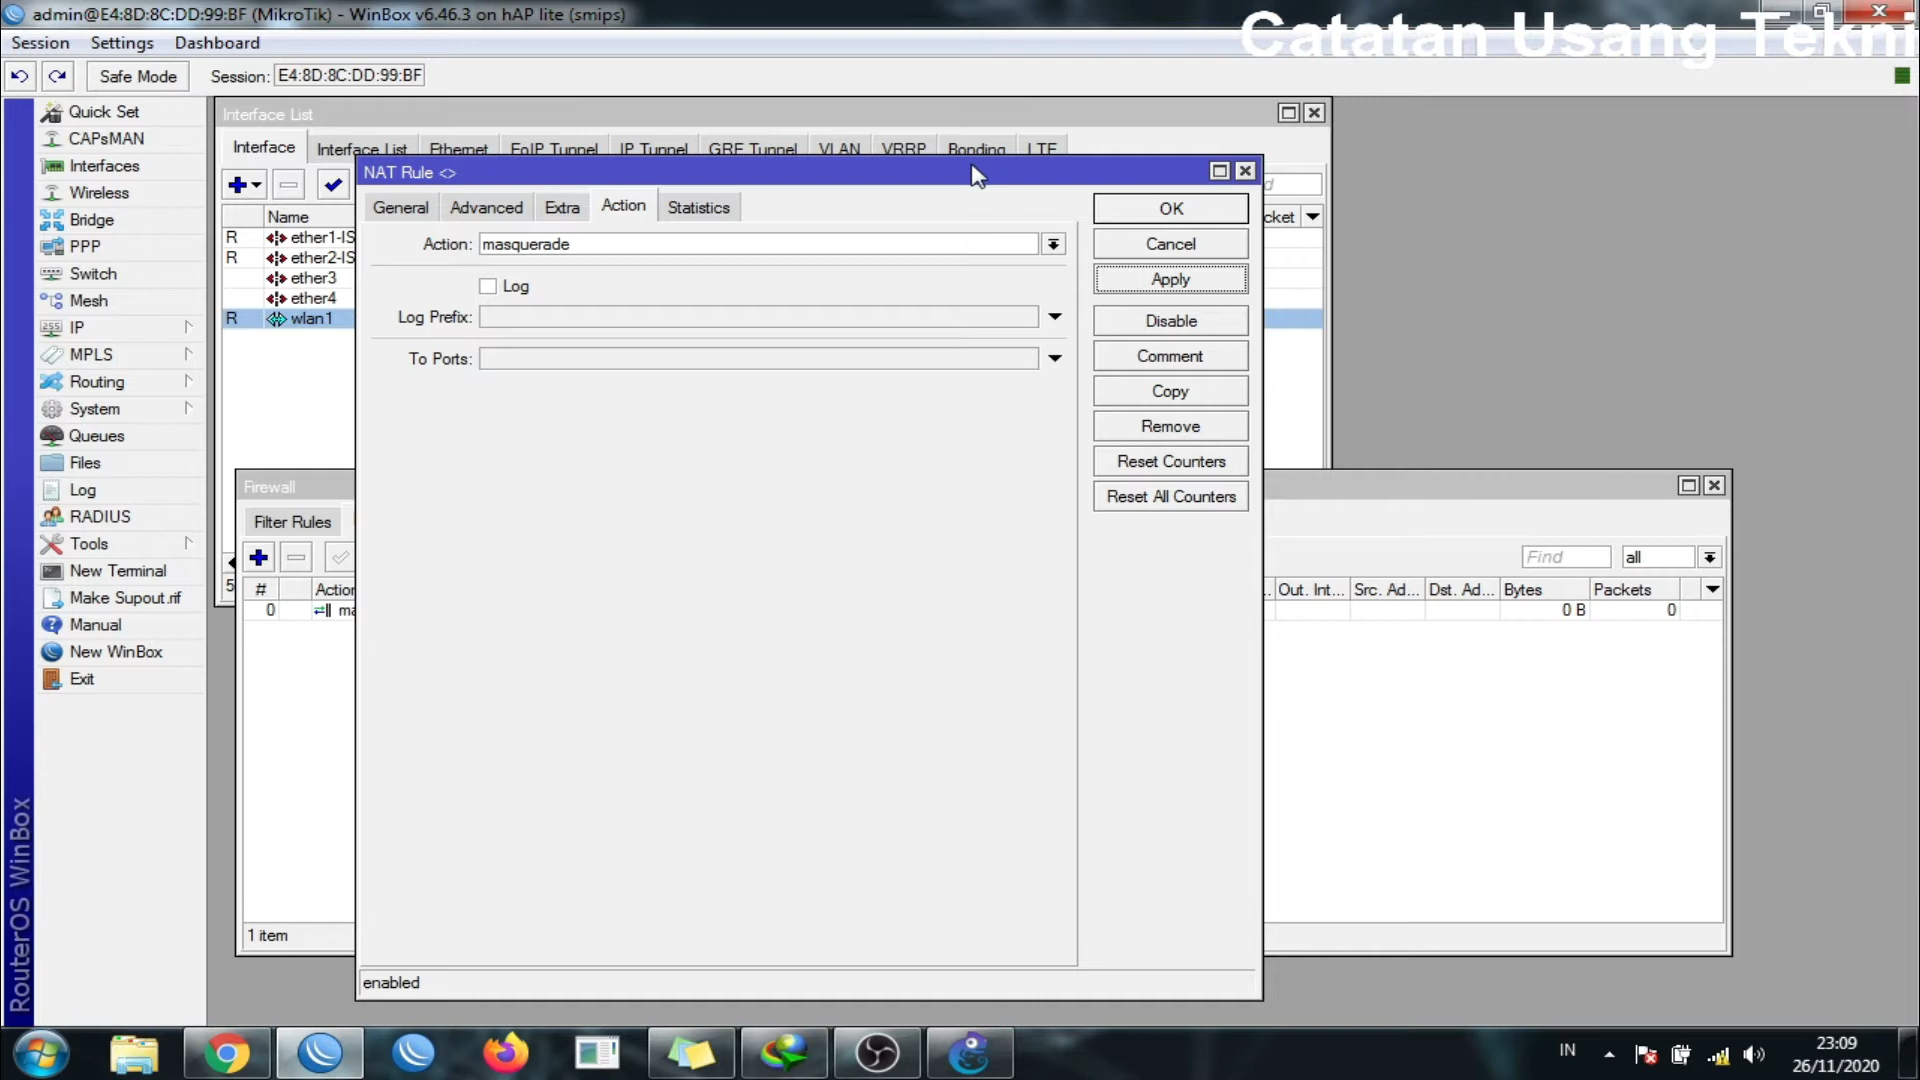 admin@E4:8D:8C:DD:99:BF (MikroTik) - WinBox v6.46.3 on hAP lite (smips)
Catatan Usang Tekni
Session Settings Dashboard
Safe Mode Session: E4:8D:8C:DD:99:BF
Quick Set
CAPsMAN
Interfaces
Wireless
Bridge
PPP
Switch
Mesh
IP
MPLS
Routing
System
Queues
Files
Log
RADIUS
Tools
New Terminal
Make Supout.rif
Manual
New WinBox
Exit
RouterOS WinBox
Interface List
Interface Interface List Ethernet EoIP Tunnel IP Tunnel GRE Tunnel VLAN VRRP Bonding LTE
Name
R ether1-IS
R ether2-IS
ether3
ether4
R wlan1
5
NAT Rule <>
General Advanced Extra Action Statistics
Action: masquerade
Log
Log Prefix:
To Ports:
enabled
OK
Cancel
Apply
Disable
Comment
Copy
Remove
Reset Counters
Reset All Counters
Firewall
Filter Rules
Find all
# Action Out. Int... Src. Ad... Dst. Ad... Bytes Packets
0 ma 0 B 0
1 item
IN
23:09
26/11/2020